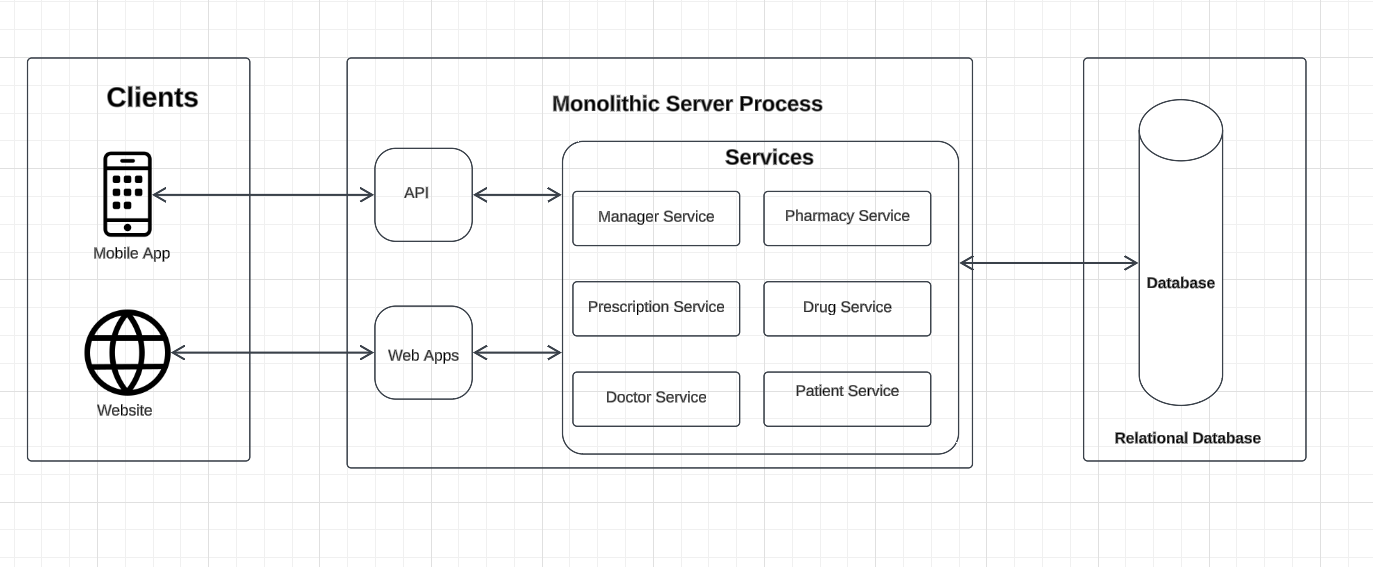 Clients
Mobile App
Website
Monolithic Server Process
API
Web Apps
Services
Manager Service
Pharmacy Service
Prescription Service
Drug Service
Doctor Service
Patient Service
Database
Relational Database